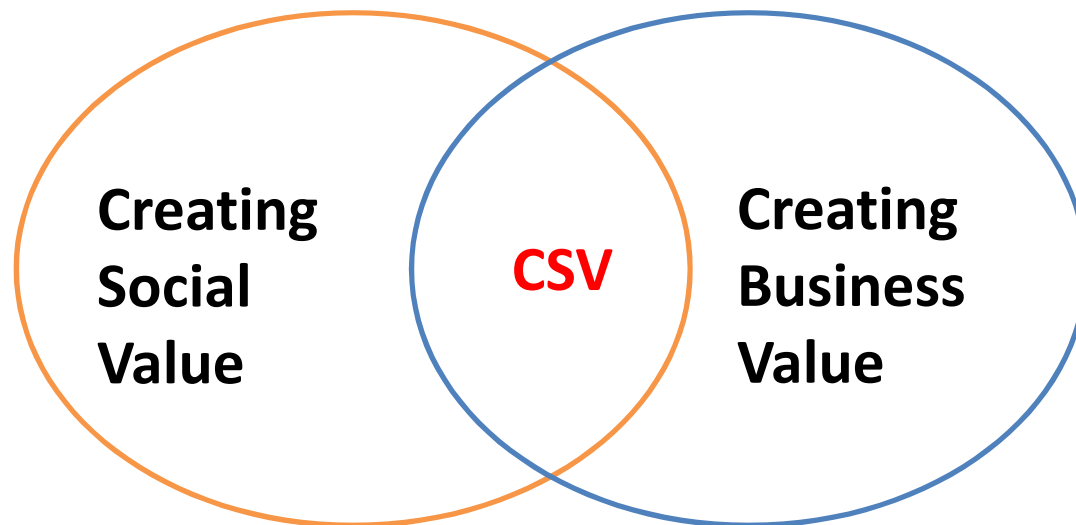 Creating
Social
Value
CSV
Creating
Business
Value